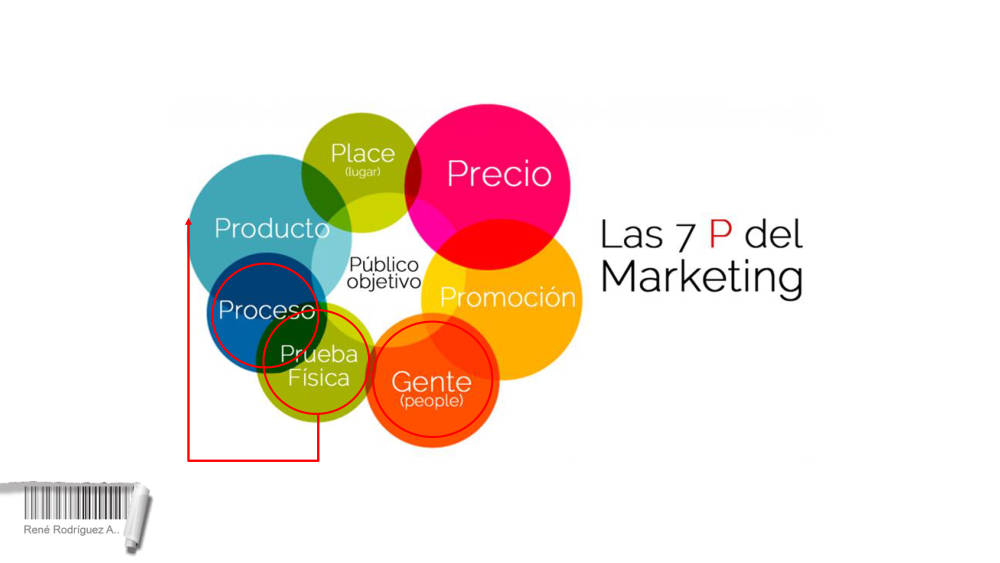 Place
(lugar)
Precio
Producto
Público
objetivo
Promoción
Proceso
Prueba
Física
Gente
(people)
Las 7 P del
Marketing
René Rodríguez A..